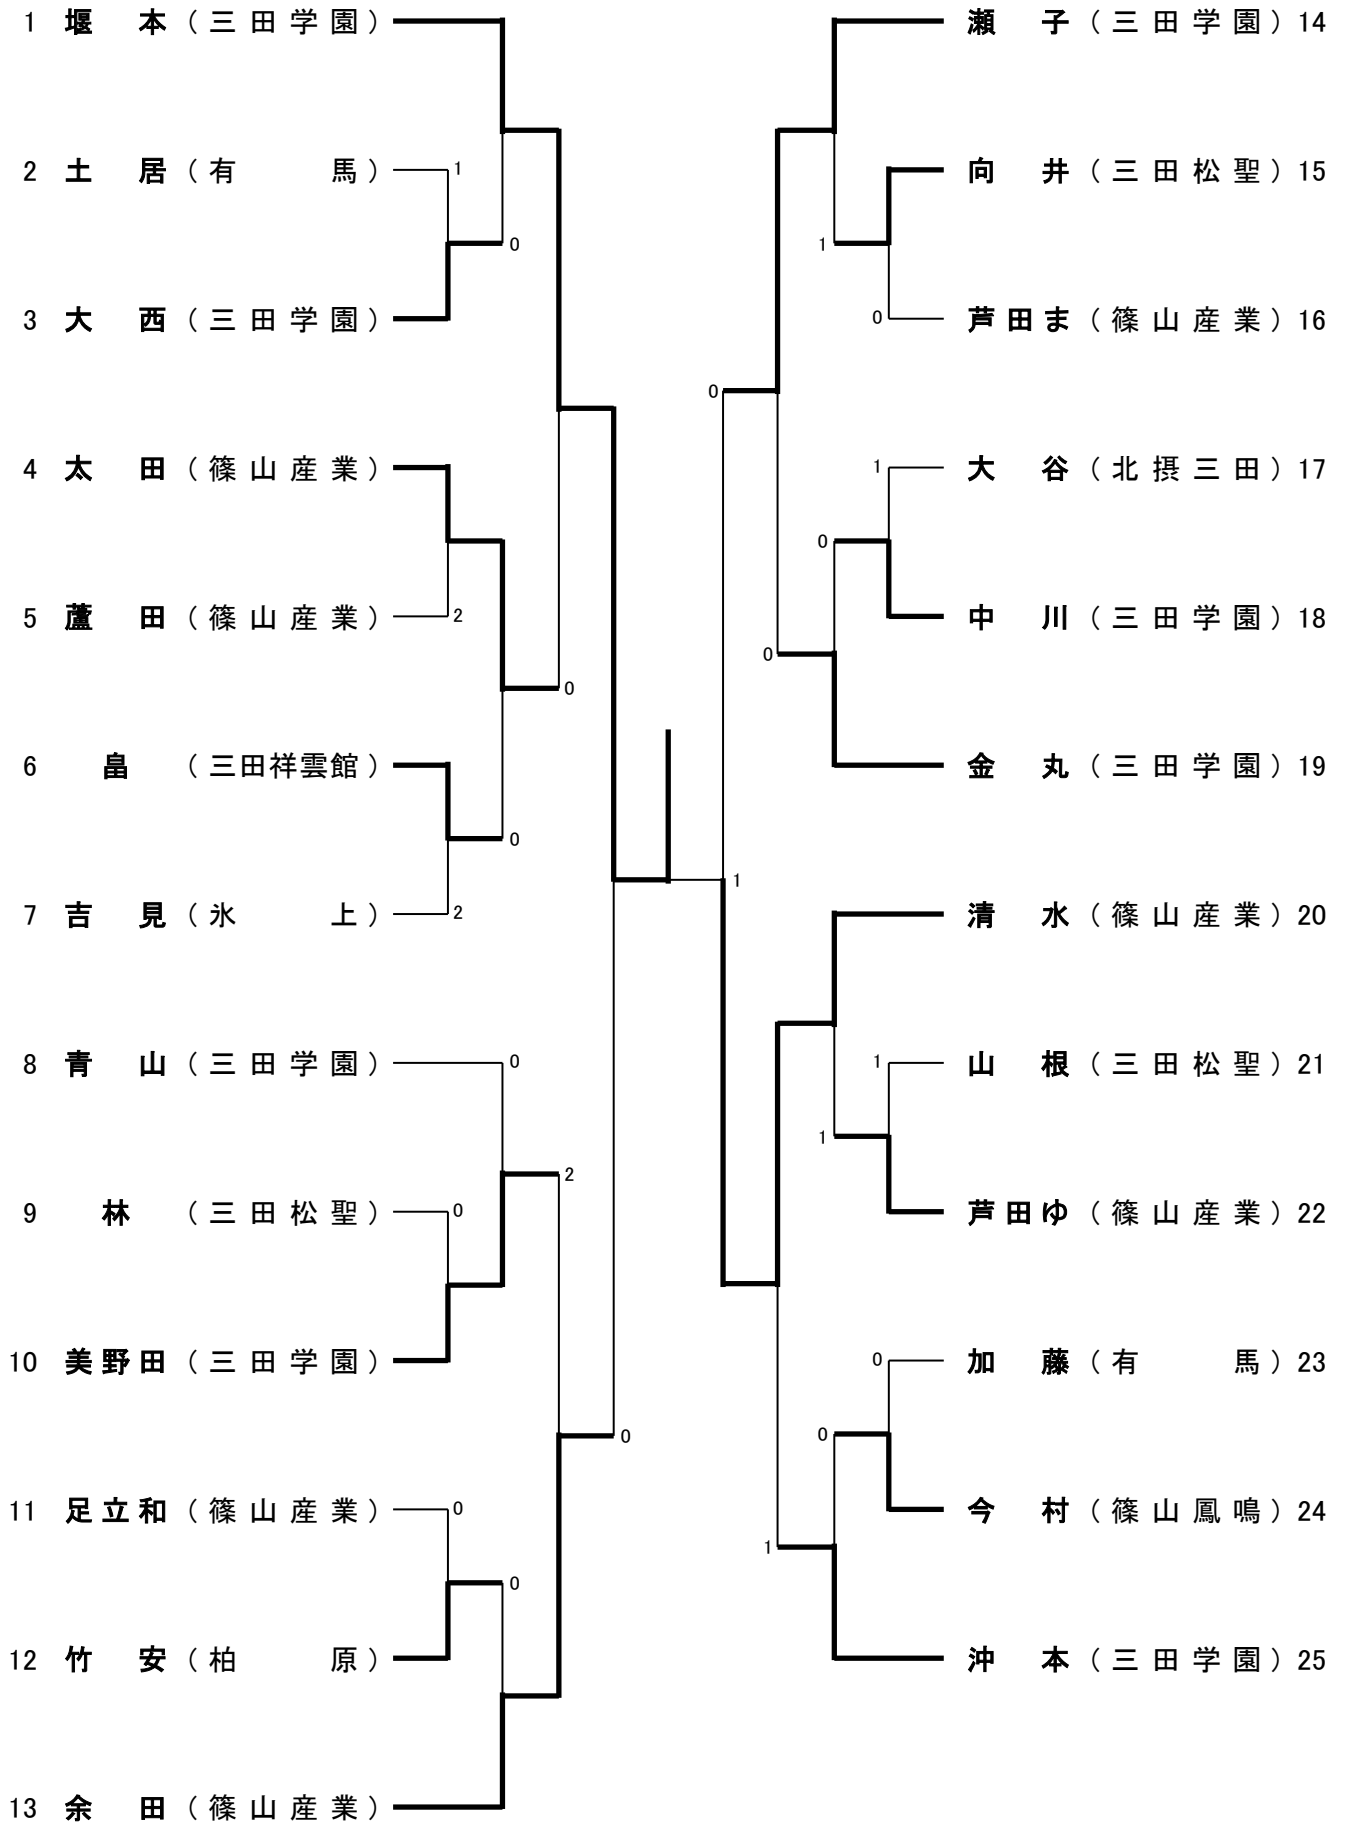 1 堰本（三田学園）
瀬子（三田学園）14
2 土居（有馬）1
向井（三田松聖）15
0
1
3 大西（三田学園）
0 芦田ま（篠山産業）16
0
4 太田（篠山産業）
1 大谷（北摂三田）17
0
5 蘆田（篠山産業）2
中川（三田学園）18
0
0
6 畠（三田祥雲館）
金丸（三田学園）19
0
1
7 吉見（氷上）2
清水（篠山産業）20
8 青山（三田学園）0
1 山根（三田松聖）21
1
2
9 林（三田松聖）0
芦田ゆ（篠山産業）22
10 美野田（三田学園）
0 加藤（有馬）23
0
0
11 足立和（篠山産業）0
今村（篠山鳳鳴）24
1
0
12 竹安（柏原）
沖本（三田学園）25
13 余田（篠山産業）